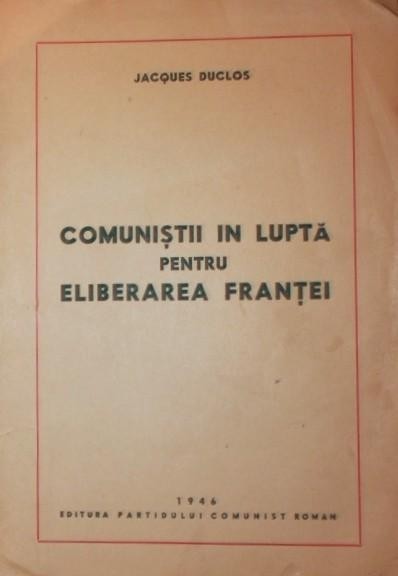 JACQUES DUCLOS
COMUNIȘTII IN LUPTĂ
PENTRU
ELIBERAREA FRANȚEI
1946
EDITURA PARTIDULUI COMUNIST ROMAN